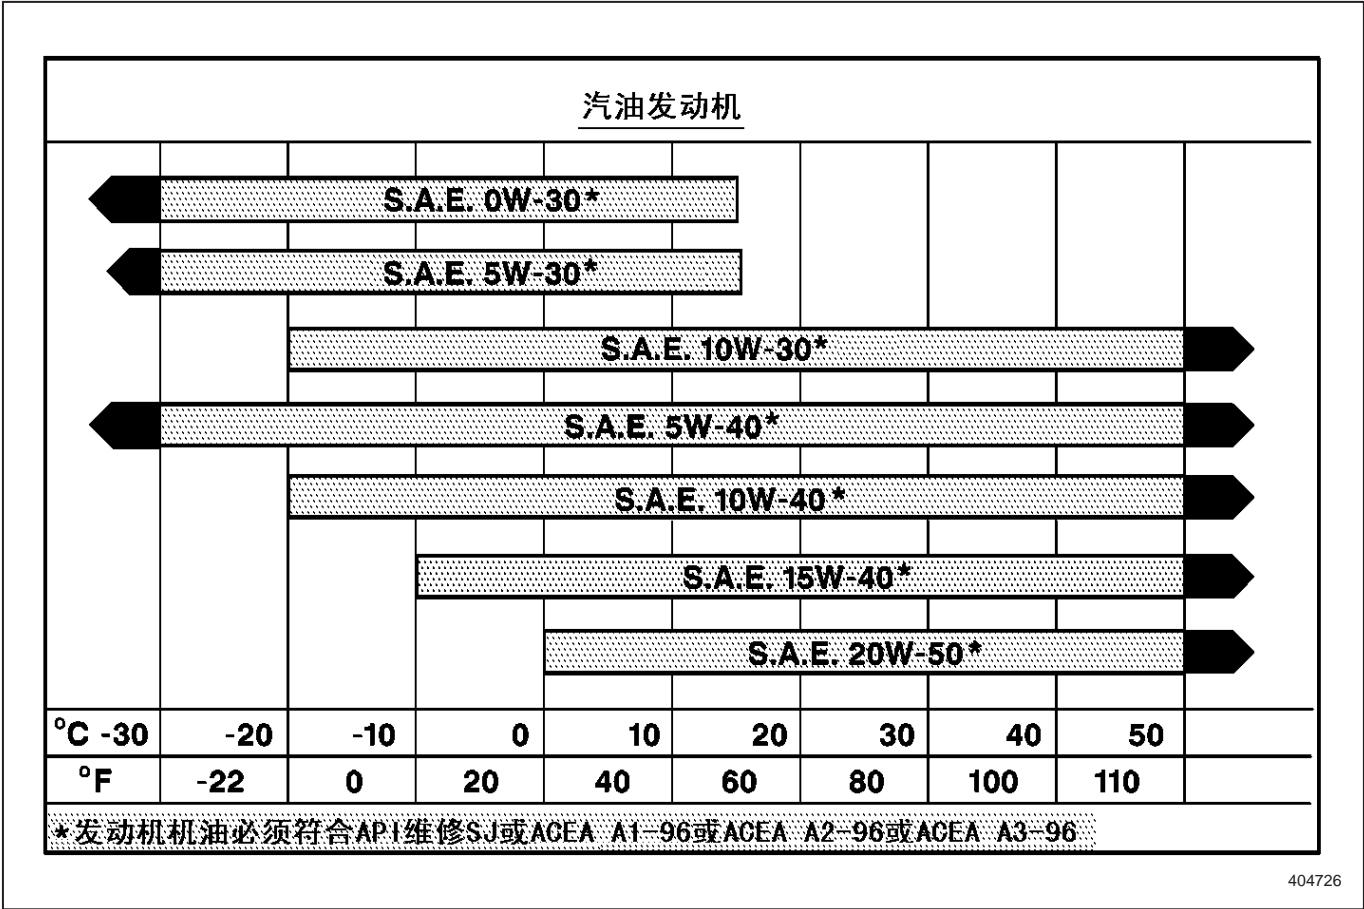 汽油发动机
S.A.E. 0W-30*
S.A.E. 5W-30*
S.A.E. 10W-30*
S.A.E. 5W-40*
S.A.E. 10W-40*
S.A.E. 15W-40*
S.A.E. 20W-50*
°C -30 -20 -10 0 10 20 30 40 50
°F -22 0 20 40 60 80 100 110
*发动机机油必须符合API维修SJ或ACEA A1-96或ACEA A2-96或ACEA A3-96
404726